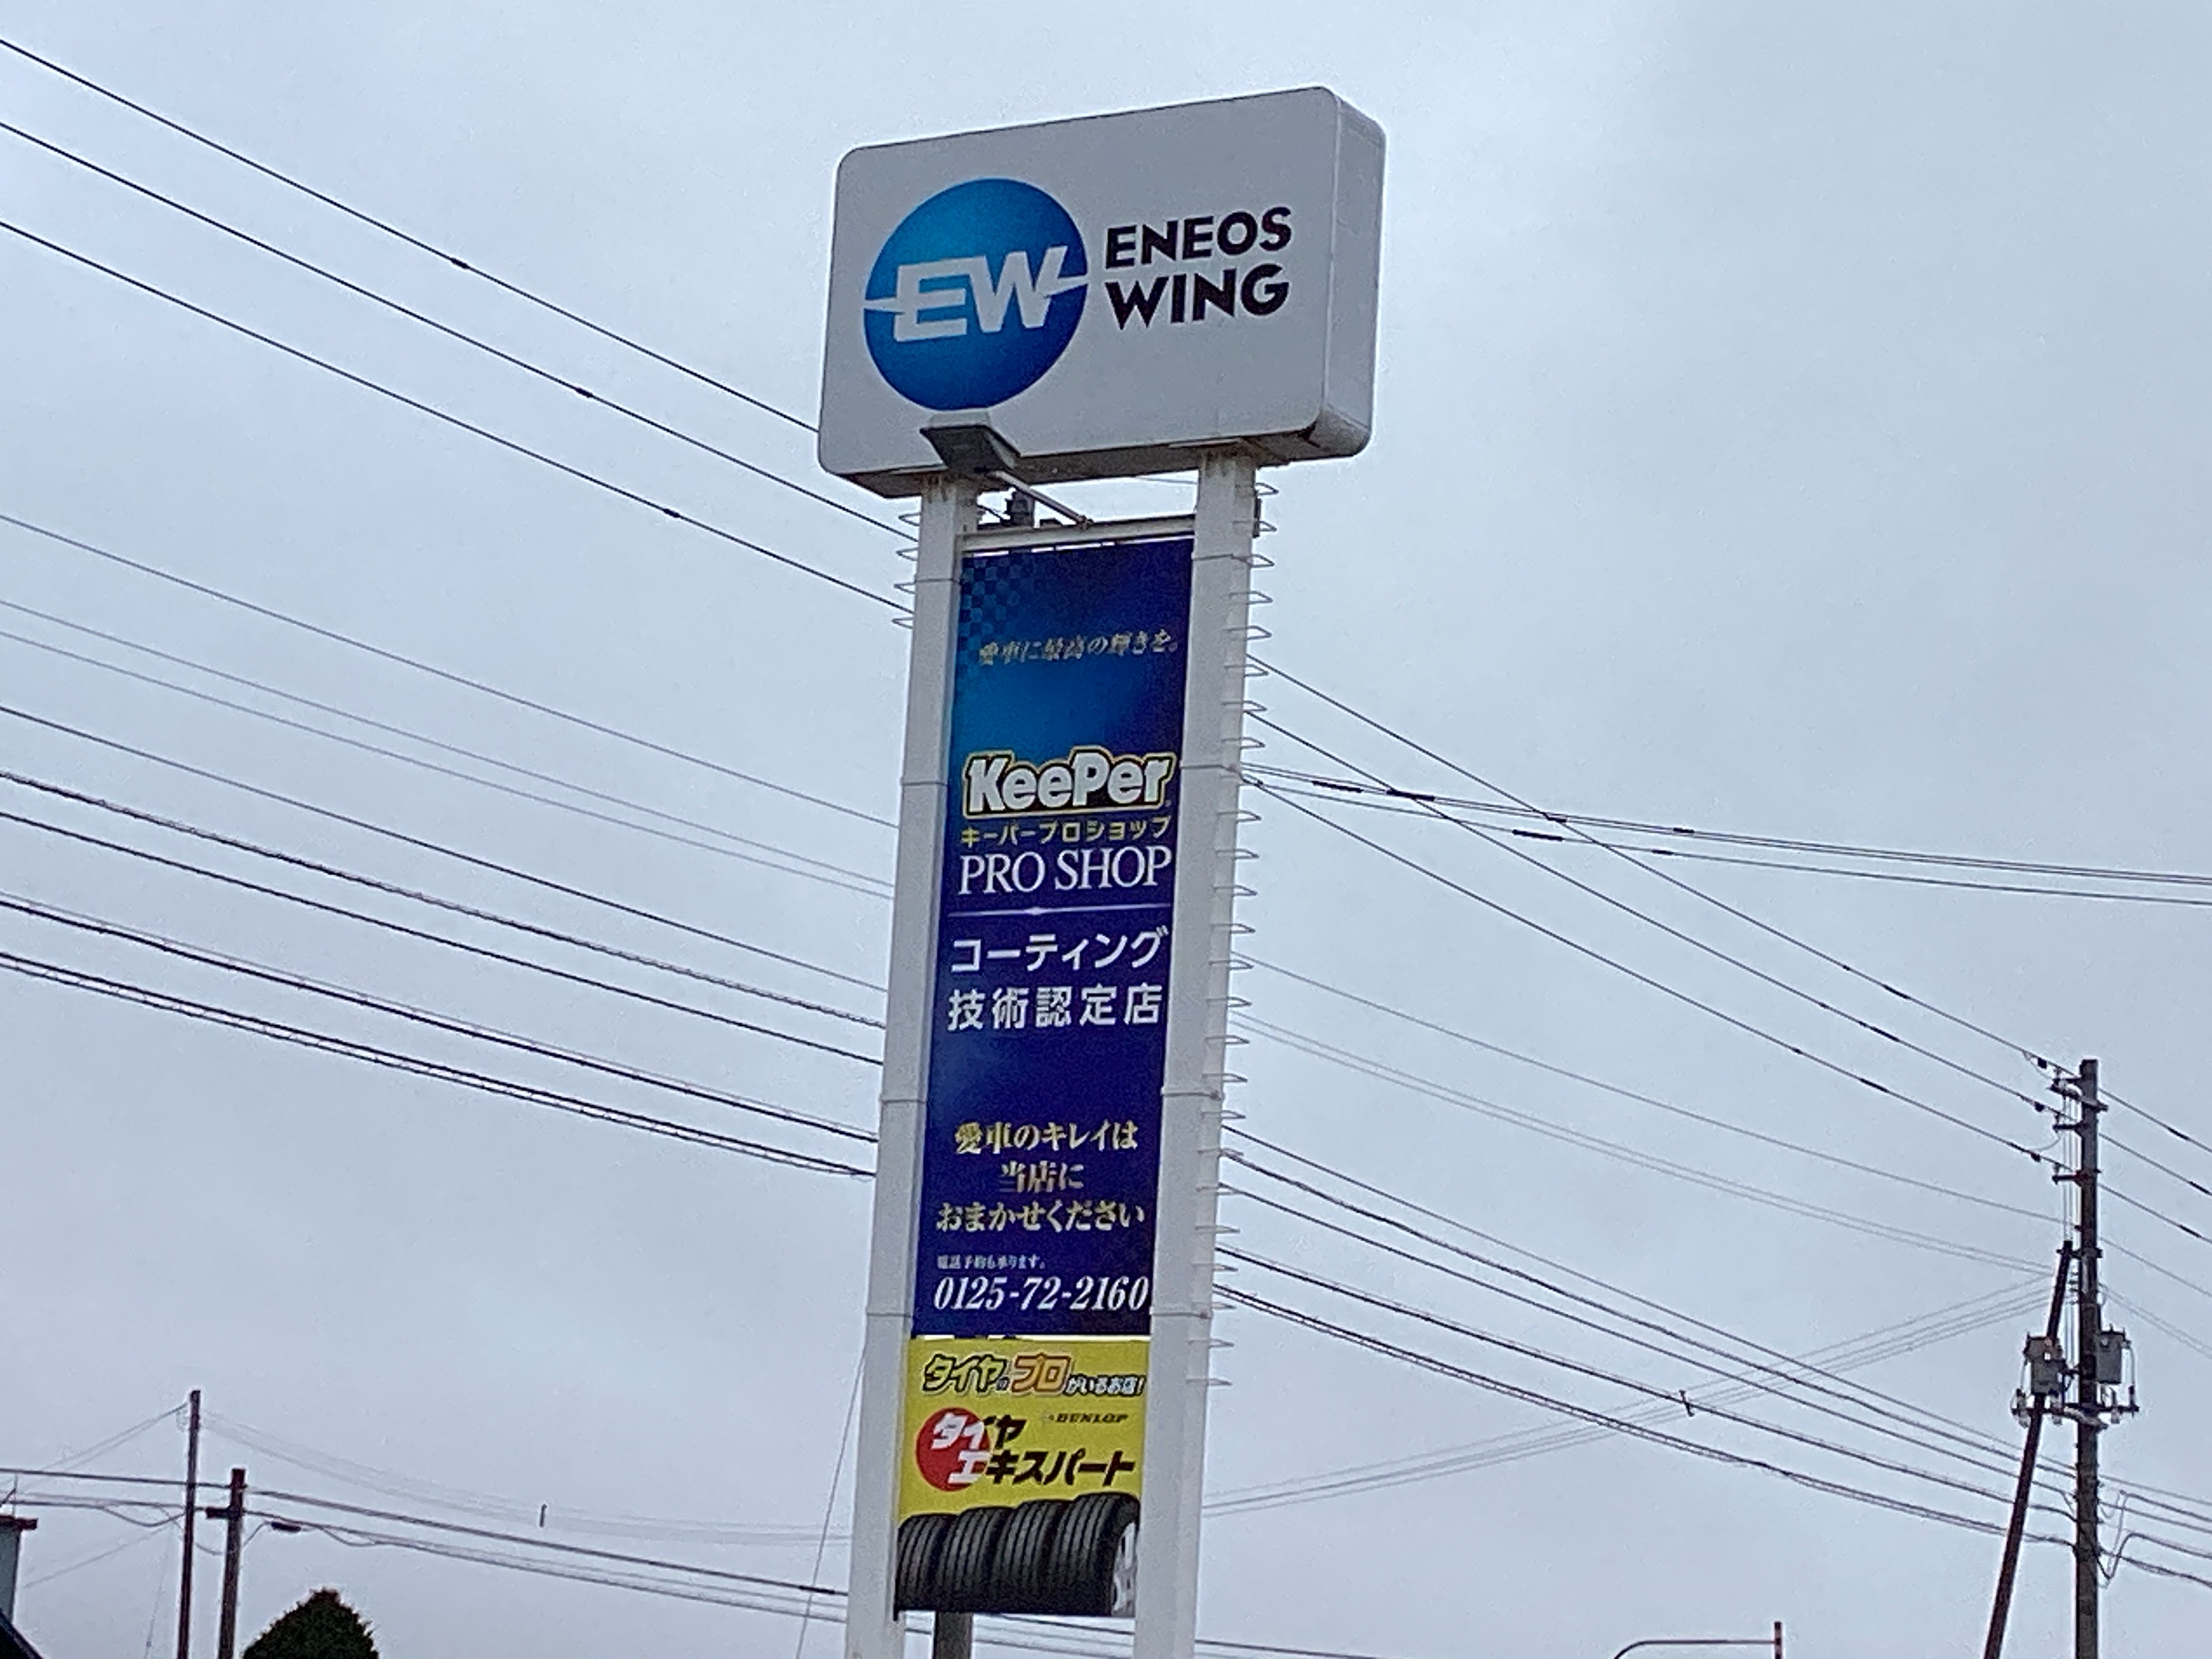 EW
ENEOS
WING
愛車に最高の輝きを。
KeePer
キーパープロショップ
PRO SHOP
コーティング
技術認定店
愛車のキレイは
当店に
おまかせください
電話予約も承ります。
0125-72-2160
タイヤのプロがいるお店!
DUNLOP
タイヤ
エキスパート